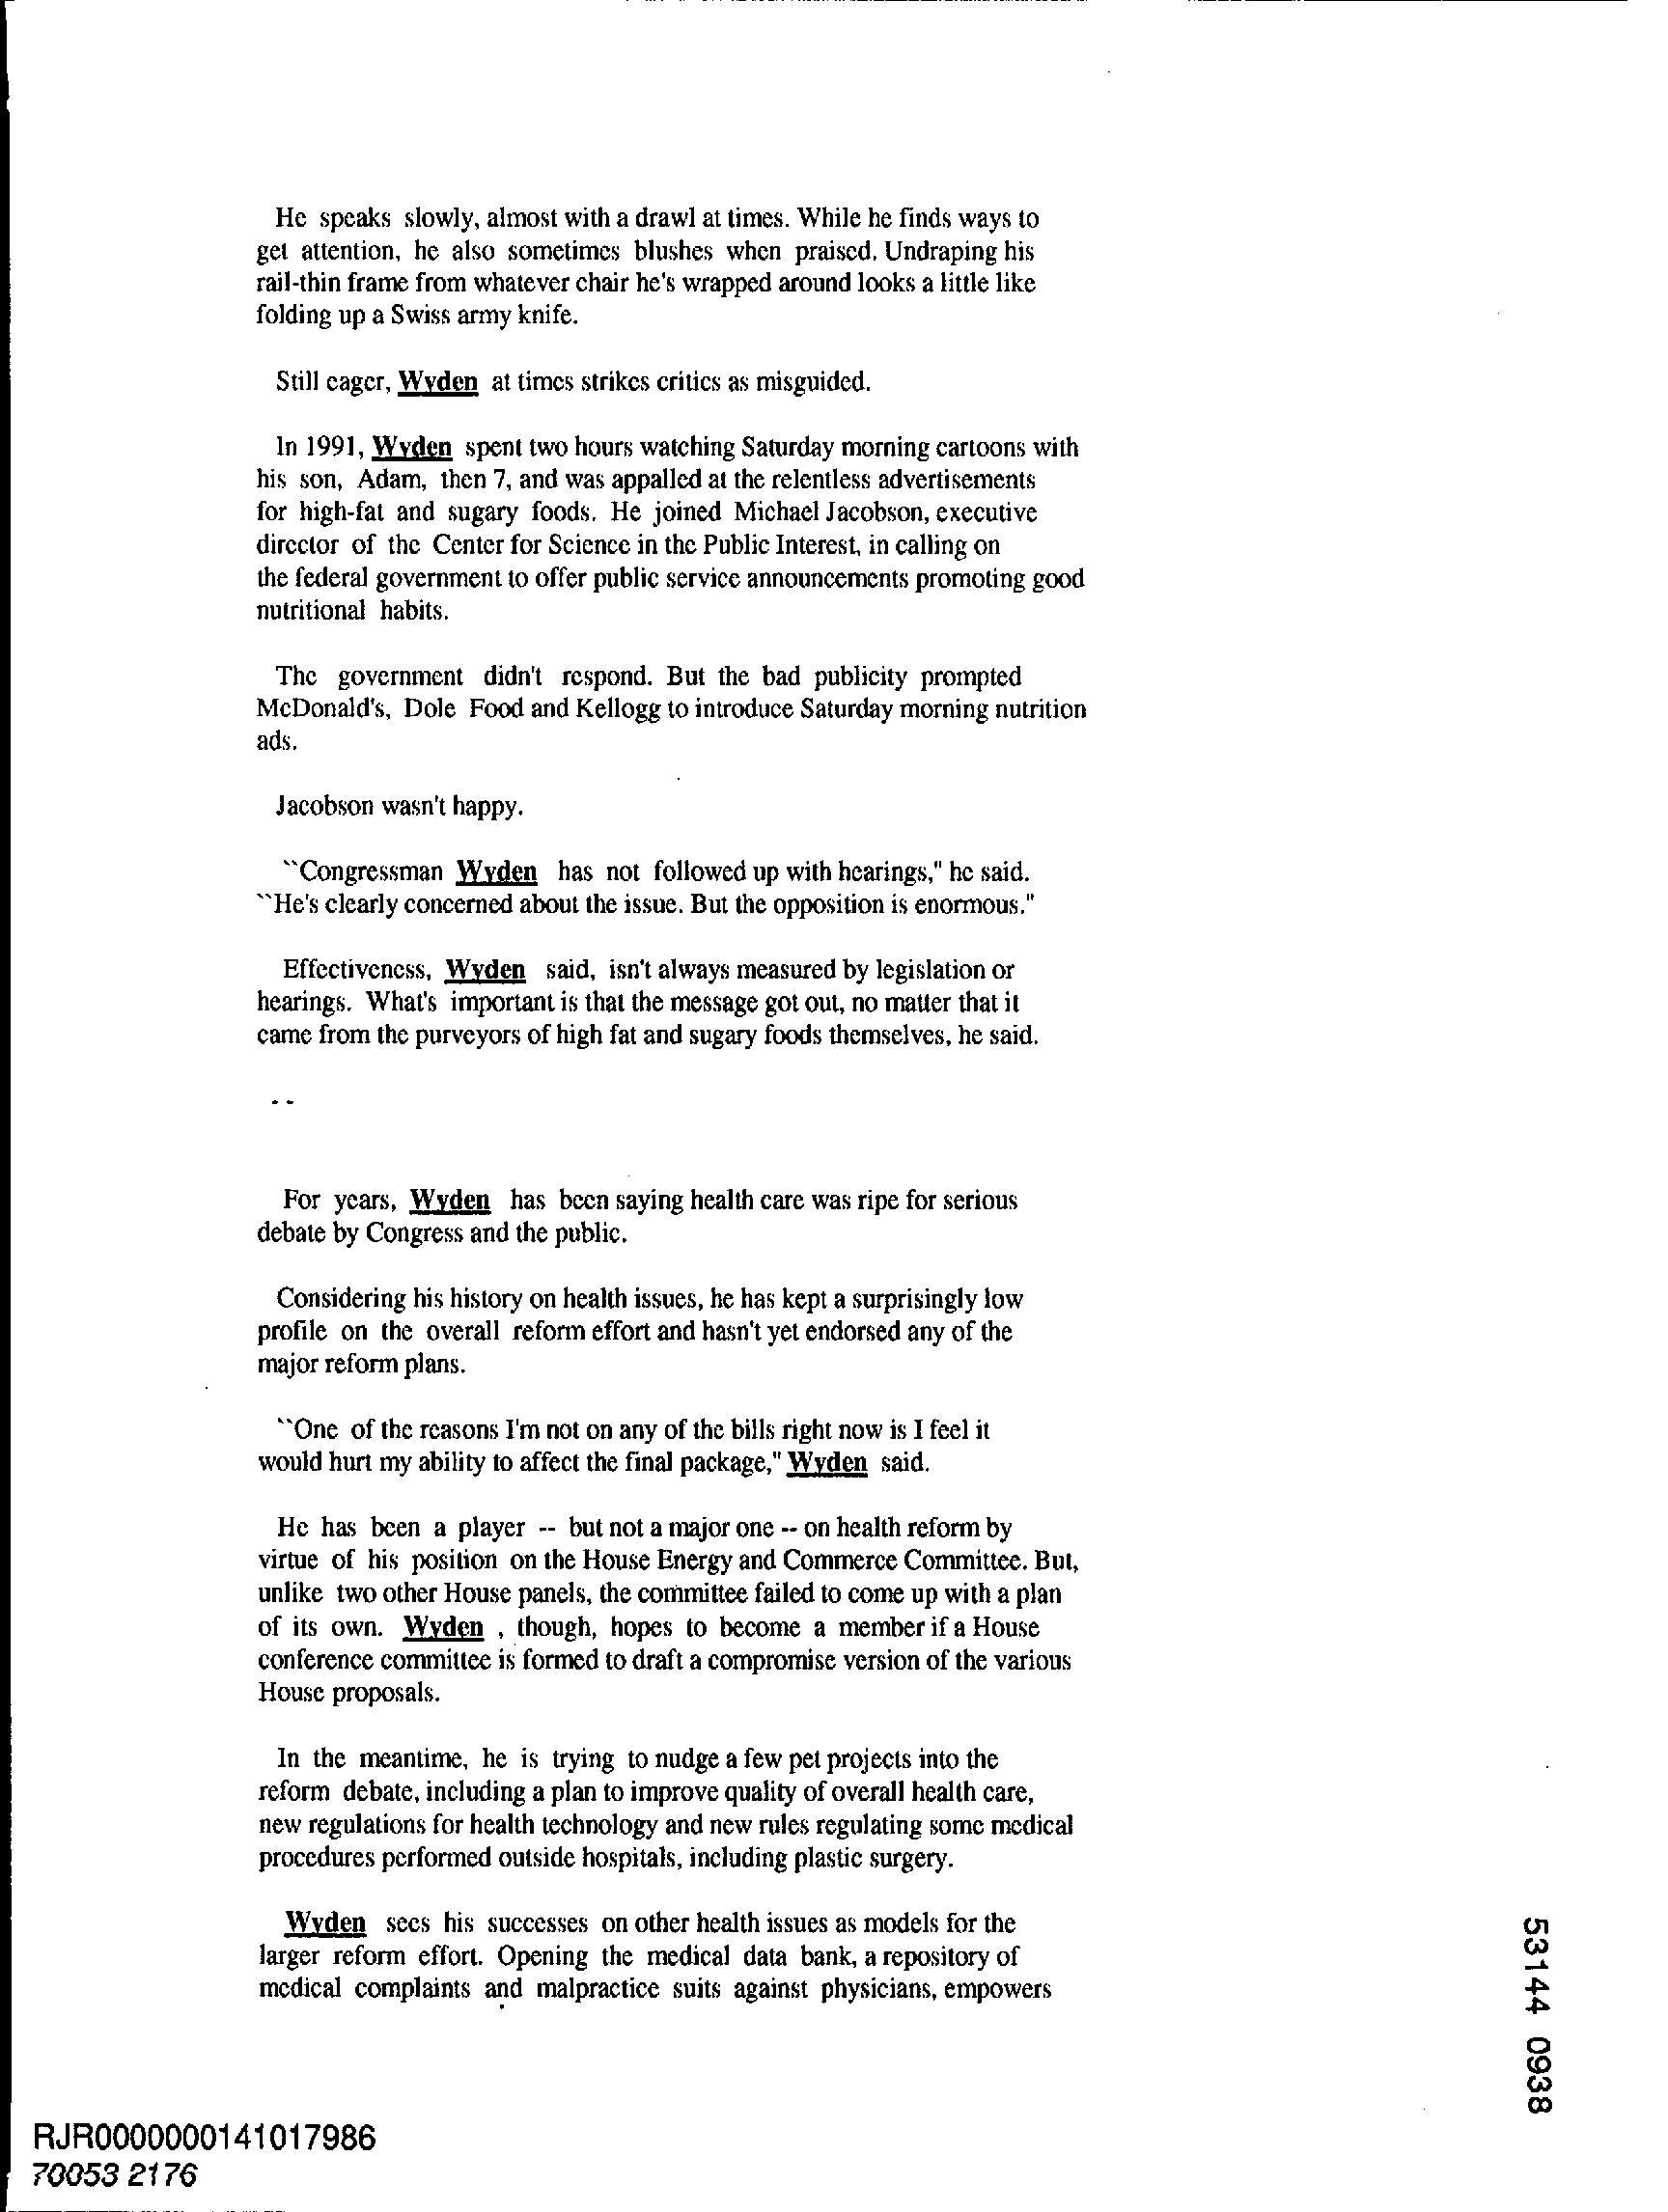 He speaks slowly, almost with a drawl at times. While he finds ways to
get attention, he also sometimes blushes when praised. Undraping his
rail-thin frame from whatever chair he's wrapped around looks a little like
folding up a Swiss army knife.
Still eager, Wyden at times strikes critics as misguided.
In 1991, Wyden spent two hours watching Saturday morning cartoons with
his son, Adam, then 7, and was appalled at the relentless advertisements
for high-fat and sugary foods. He joined Michael Jacobson, executive
director of the Center for Science in the Public Interest, in calling on
the federal government to offer public service announcements promoting good
nutritional habits.
The government didn't respond. But the bad publicity prompted
McDonald's, Dole Food and Kellogg to introduce Saturday morning nutrition
ads.
Jacobson wasn't happy.
``Congressman Wyden has not followed up with hearings," he said.
``He's clearly concerned about the issue. But the opposition is enormous."
Effectiveness, Wyden said, isn't always measured by legislation or
hearings. What's important is that the message got out, no matter that it
came from the purveyors of high fat and sugary foods themselves, he said.
--
For years, Wyden has been saying health care was ripe for serious
debate by Congress and the public.
Considering his history on health issues, he has kept a surprisingly low
profile on the overall reform effort and hasn't yet endorsed any of the
major reform plans.
``One of the reasons I'm not on any of the bills right now is I feel it
would hurt my ability to affect the final package," Wyden said.
He has been a player -- but not a major one -- on health reform by
virtue of his position on the House Energy and Commerce Committee. But,
unlike two other House panels, the committee failed to come up with a plan
of its own. Wyden , though, hopes to become a member if a House
conference committee is formed to draft a compromise version of the various
House proposals.
In the meantime, he is trying to nudge a few pet projects into the
reform debate, including a plan to improve quality of overall health care,
new regulations for health technology and new rules regulating some medical
procedures performed outside hospitals, including plastic surgery.
Wyden sees his successes on other health issues as models for the
larger reform effort. Opening the medical data bank, a repository of
medical complaints and malpractice suits against physicians, empowers
53144 0938
RJR0000000141017986
70053 2176